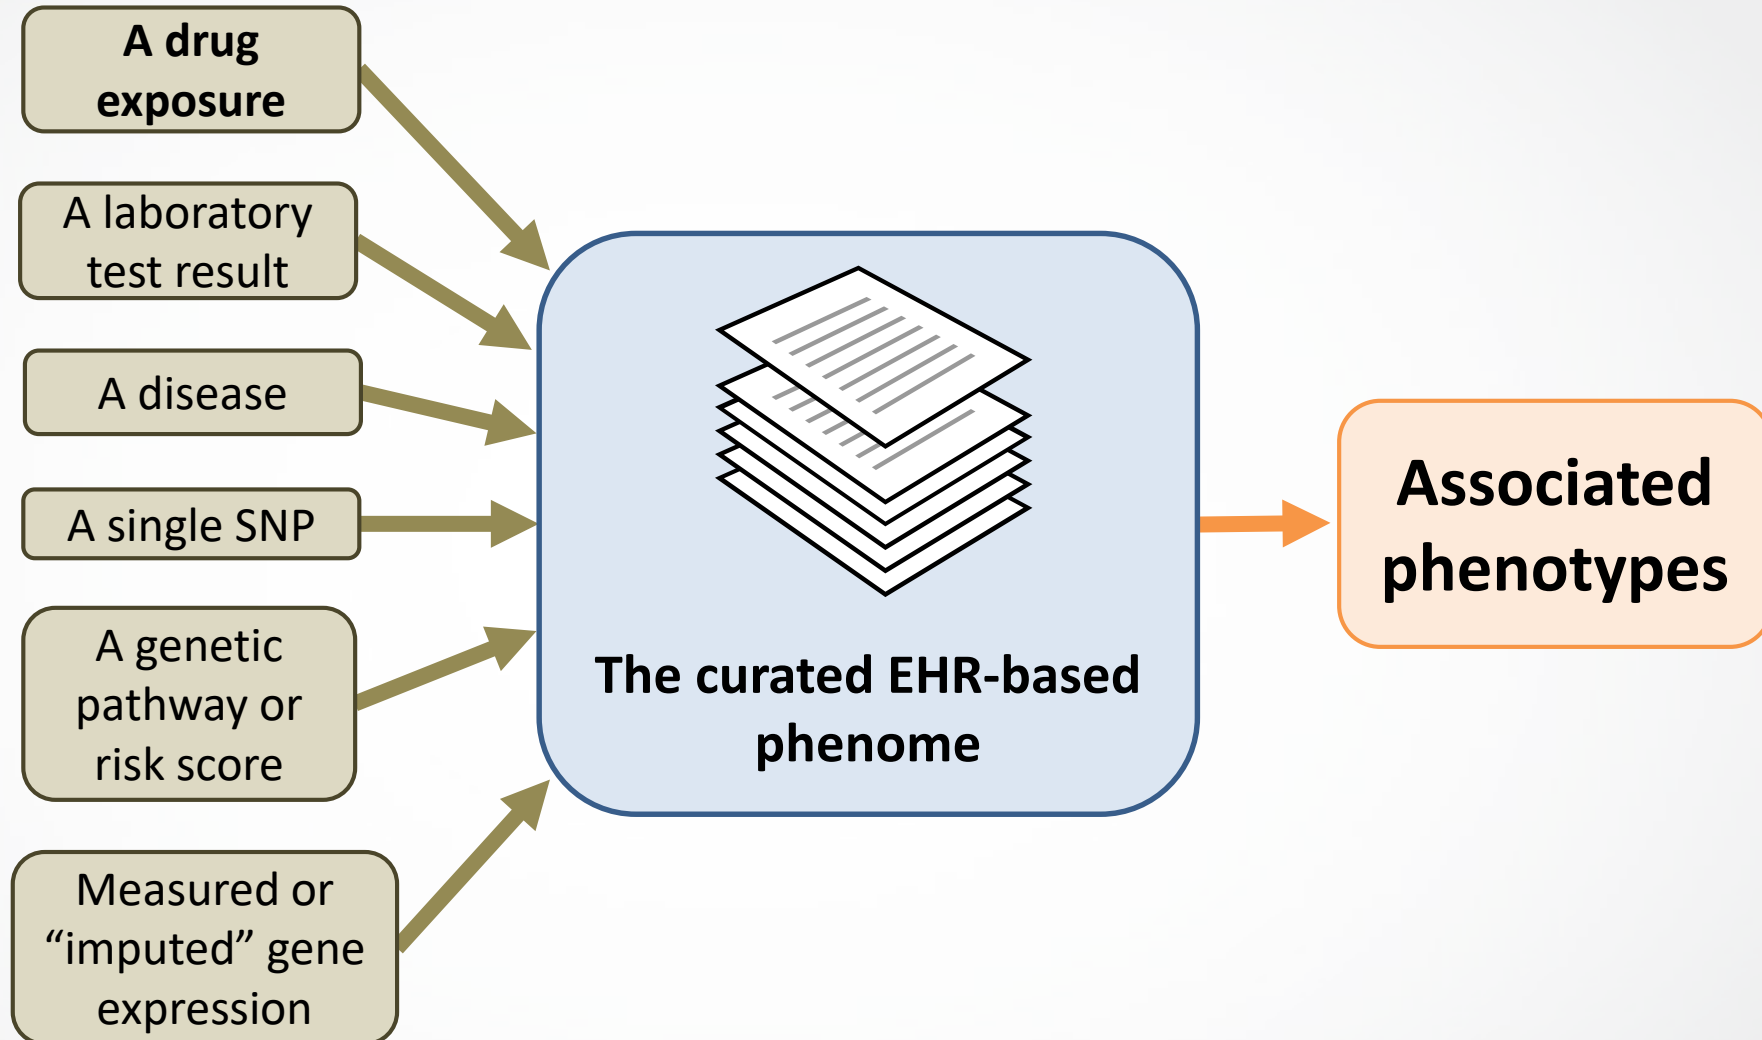 A drug
exposure
A laboratory
test result
A disease
A single SNP
A genetic
pathway or
risk score
Measured or
“imputed” gene
expression
The curated EHR-based
phenome
Associated
phenotypes